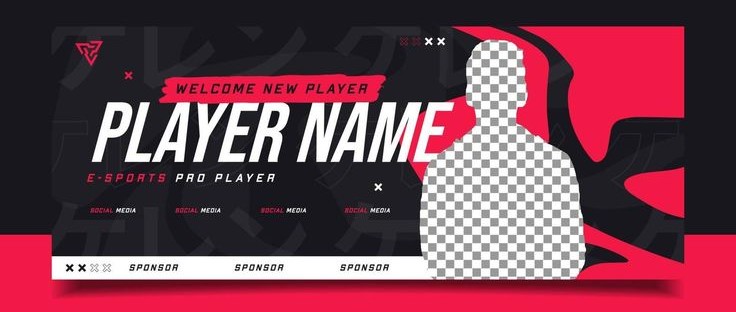 WELCOME NEW PLAYER
PLAYER NAME
E-SPORTS PRO PLAYER
SOCIAL MEDIA SOCIAL MEDIA SOCIAL MEDIA SOCIAL MEDIA
SPONSOR SPONSOR SPONSOR